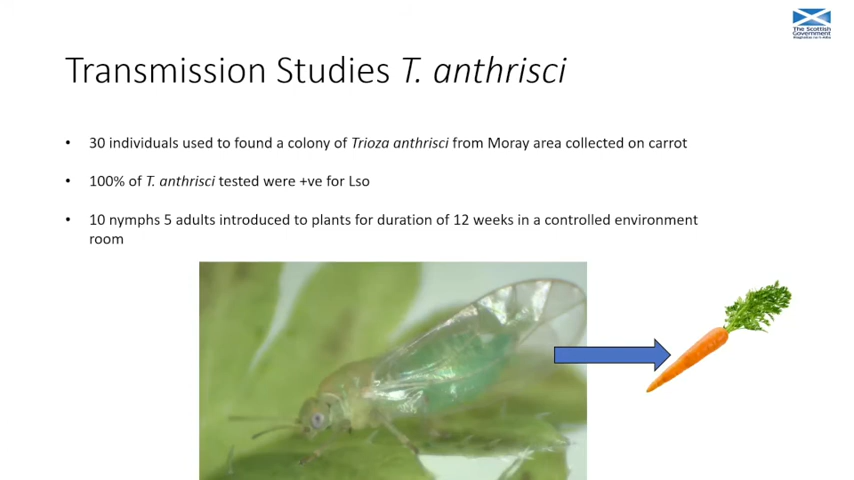 The Scottish
Government
Transmission Studies T. anthrisci
• 30 individuals used to found a colony of Trioza anthrisci from Moray area collected on carrot
• 100% of T. anthrisci tested were +ve for Lso
• 10 nymphs 5 adults introduced to plants for duration of 12 weeks in a controlled environment
room